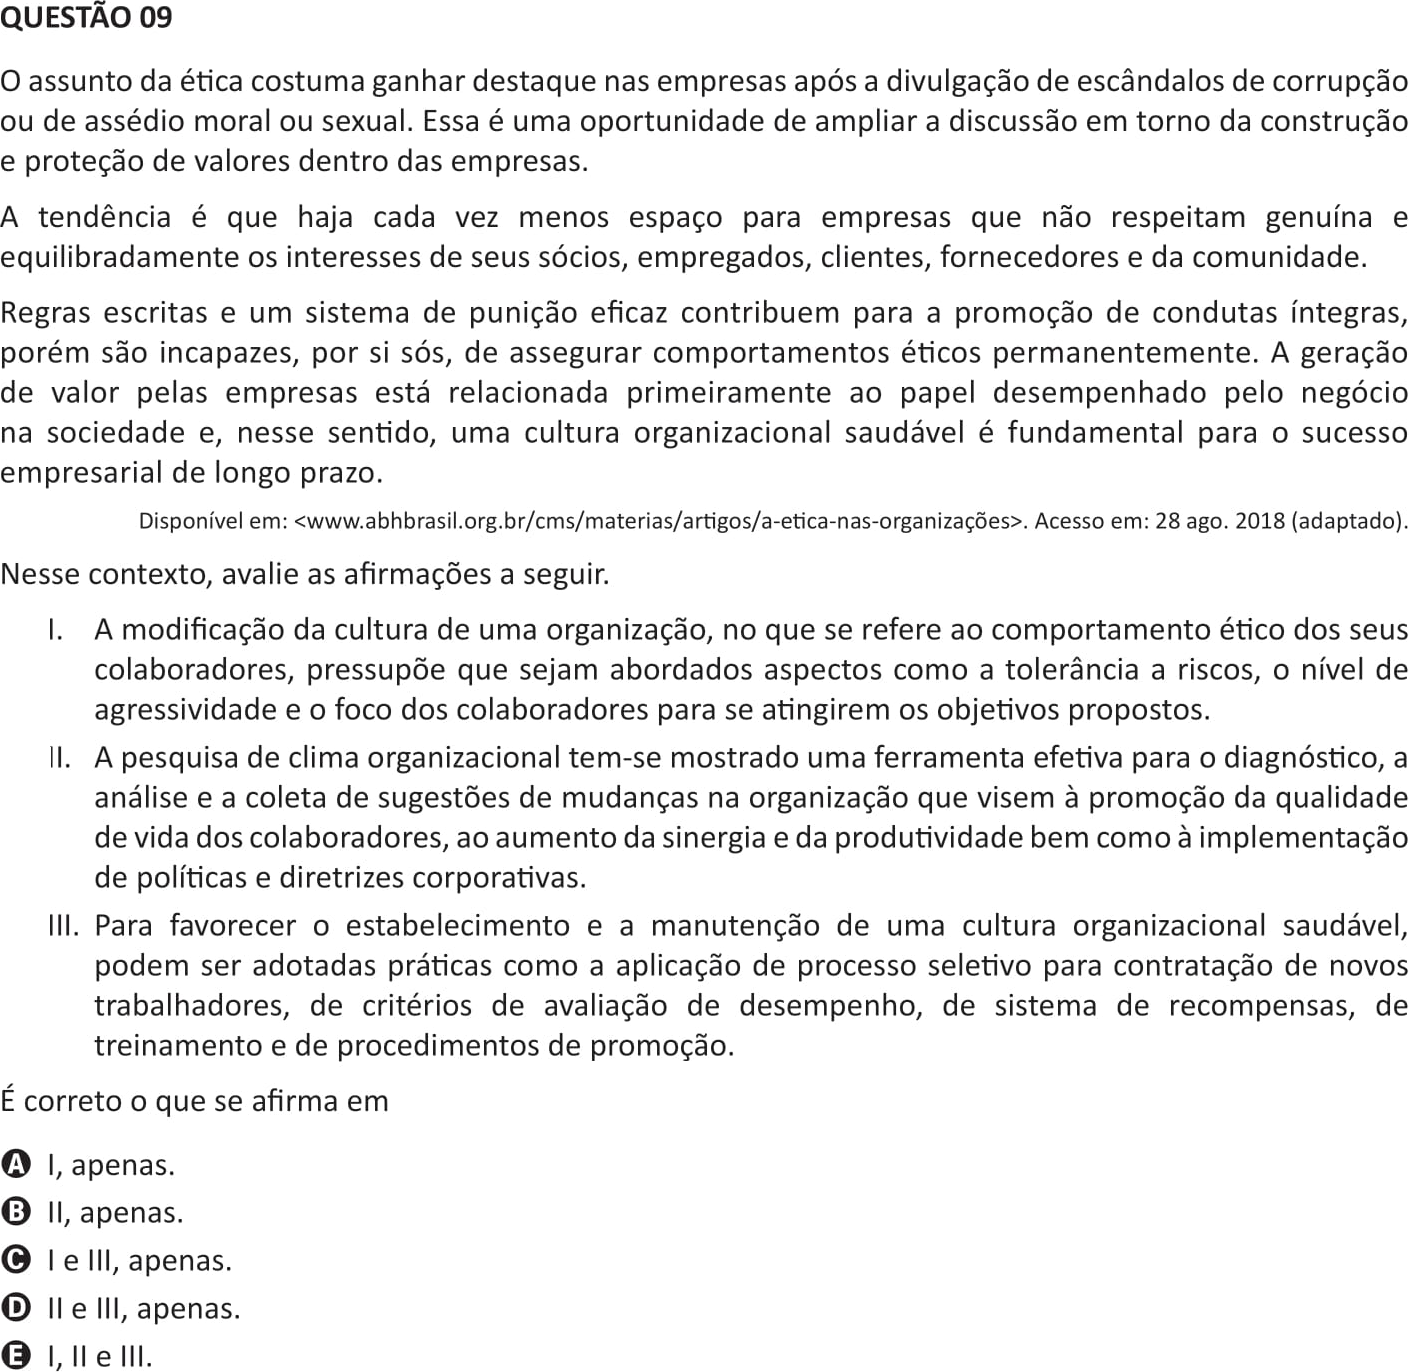 QUESTÃO 09
O assunto da ética costuma ganhar destaque nas empresas após a divulgação de escândalos de corrupção
ou de assédio moral ou sexual. Essa é uma oportunidade de ampliar a discussão em torno da construção
e proteção de valores dentro das empresas.
A tendência é que haja cada vez menos espaço para empresas que não respeitam genuína e
equilibradamente os interesses de seus sócios, empregados, clientes, fornecedores e da comunidade.
Regras escritas e um sistema de punição eficaz contribuem para a promoção de condutas íntegras,
porém são incapazes, por si sós, de assegurar comportamentos éticos permanentemente. A geração
de valor pelas empresas está relacionada primeiramente ao papel desempenhado pelo negócio
na sociedade e, nesse sentido, uma cultura organizacional saudável é fundamental para o sucesso
empresarial de longo prazo.
Disponível em: <www.abhbrasil.org.br/cms/materias/artigos/a-etica-nas-organizações>. Acesso em: 28 ago. 2018 (adaptado).
Nesse contexto, avalie as afirmações a seguir.
I. A modificação da cultura de uma organização, no que se refere ao comportamento ético dos seus
colaboradores, pressupõe que sejam abordados aspectos como a tolerância a riscos, o nível de
agressividade e o foco dos colaboradores para se atingirem os objetivos propostos.
II. A pesquisa de clima organizacional tem-se mostrado uma ferramenta efetiva para o diagnóstico, a
análise e a coleta de sugestões de mudanças na organização que visem à promoção da qualidade
de vida dos colaboradores, ao aumento da sinergia e da produtividade bem como à implementação
de políticas e diretrizes corporativas.
III. Para favorecer o estabelecimento e a manutenção de uma cultura organizacional saudável,
podem ser adotadas práticas como a aplicação de processo seletivo para contratação de novos
trabalhadores, de critérios de avaliação de desempenho, de sistema de recompensas, de
treinamento e de procedimentos de promoção.
É correto o que se afirma em
A I, apenas.
B II, apenas.
C I e III, apenas.
D II e III, apenas.
E I, II e III.